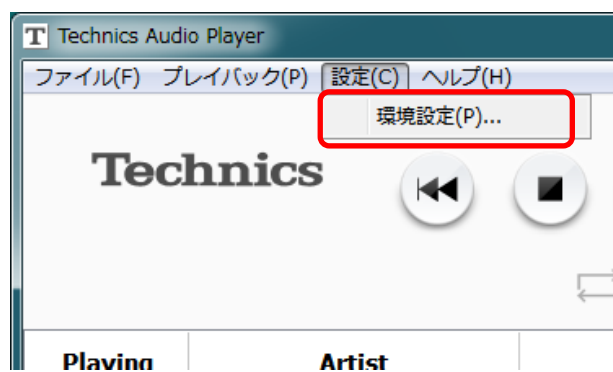 T Technics Audio Player
ファイル(F) プレイバック(P) 設定(C) ヘルプ(H)
環境設定(P)...
Technics
Playing Artist